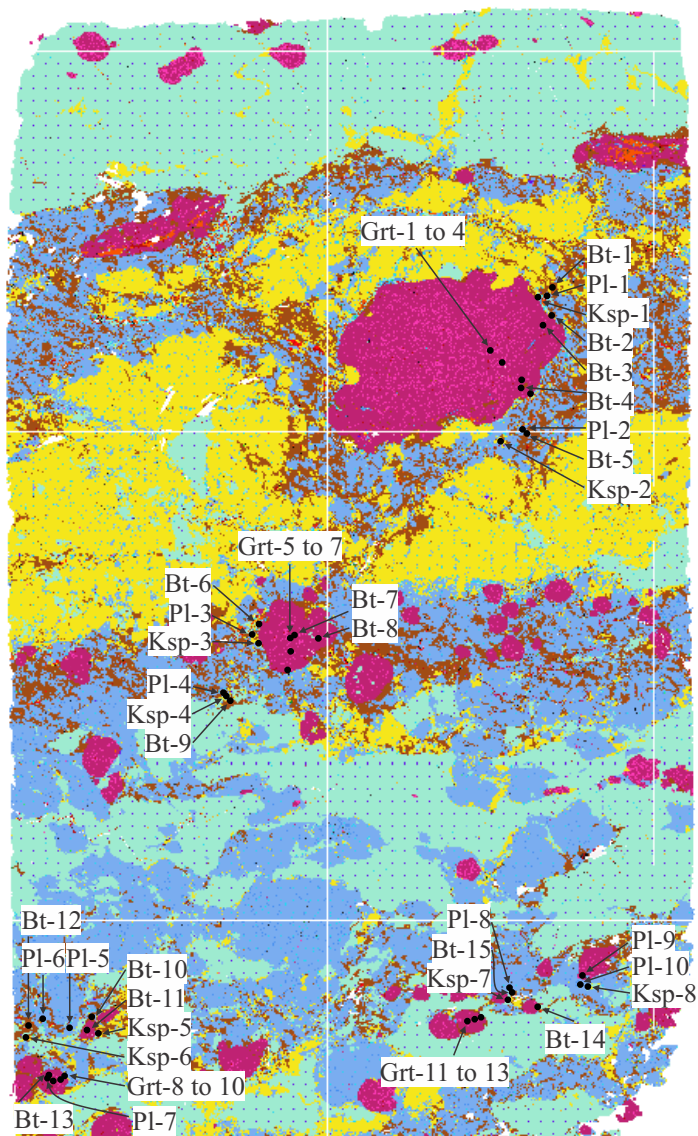 Grt-1 to 4
Bt-1
Pl-1
Ksp-1
Bt-2
Bt-3
Bt-4
Pl-2
Bt-5
Ksp-2
Grt-5 to 7
Bt-6
Pl-3
Ksp-3
Bt-7
Bt-8
Pl-4
Ksp-4
Bt-9
Bt-12
Pl-6 Pl-5
Bt-10
Bt-11
Ksp-5
Ksp-6
Grt-8 to 10
Bt-13 Pl-7
Pl-8
Bt-15
Ksp-7
Pl-9
Pl-10
Ksp-8
Bt-14
Grt-11 to 13